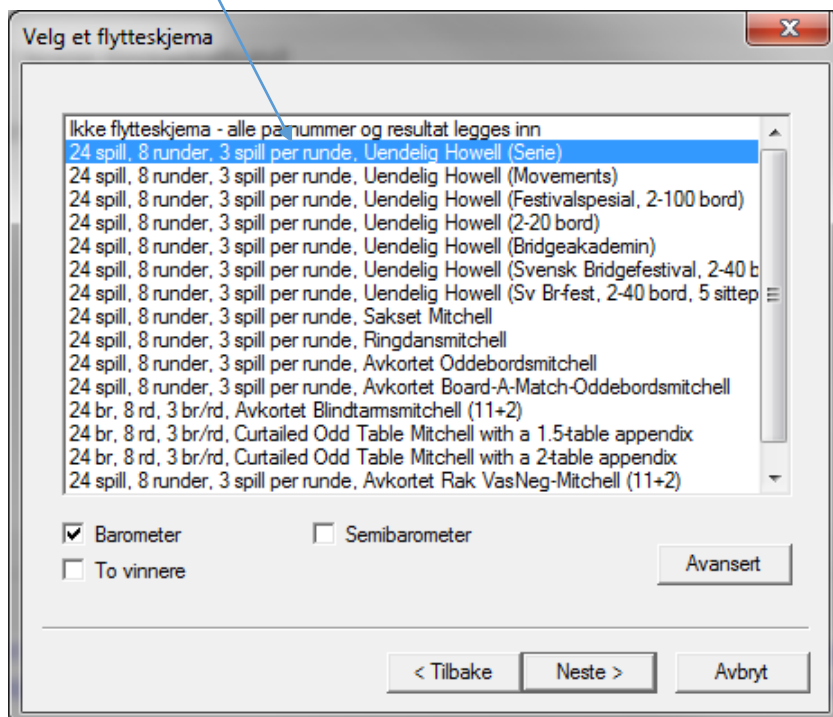 Velg et flytteskjema
Ikke flytteskjema - alle parnummer og resultat legges inn
24 spill, 8 runder, 3 spill per runde, Uendelig Howell (Serie)
24 spill, 8 runder, 3 spill per runde, Uendelig Howell (Movements)
24 spill, 8 runder, 3 spill per runde, Uendelig Howell (Festivalspesial, 2-100 bord)
24 spill, 8 runder, 3 spill per runde, Uendelig Howell (2-20 bord)
24 spill, 8 runder, 3 spill per runde, Uendelig Howell (Bridgeakademin)
24 spill, 8 runder, 3 spill per runde, Uendelig Howell (Svensk Bridgefestival, 2-40 b
24 spill, 8 runder, 3 spill per runde, Uendelig Howell (Sv Br-fest, 2-40 bord, 5 sittep
24 spill, 8 runder, 3 spill per runde, Sakset Mitchell
24 spill, 8 runder, 3 spill per runde, Ringdansmitchell
24 spill, 8 runder, 3 spill per runde, Avkortet Oddebordsmitchell
24 spill, 8 runder, 3 spill per runde, Avkortet Board-A-Match-Oddebordsmitchell
24 br, 8 rd, 3 br/rd, Avkortet Blindtarmsmitchell (11+2)
24 br, 8 rd, 3 br/rd, Curtailed Odd Table Mitchell with a 1.5-table appendix
24 br, 8 rd, 3 br/rd, Curtailed Odd Table Mitchell with a 2-table appendix
24 spill, 8 runder, 3 spill per runde, Avkortet Rak VasNeg-Mitchell (11+2)
Barometer
Semibarometer
To vinnere
Avansert
< Tilbake
Neste >
Avbryt